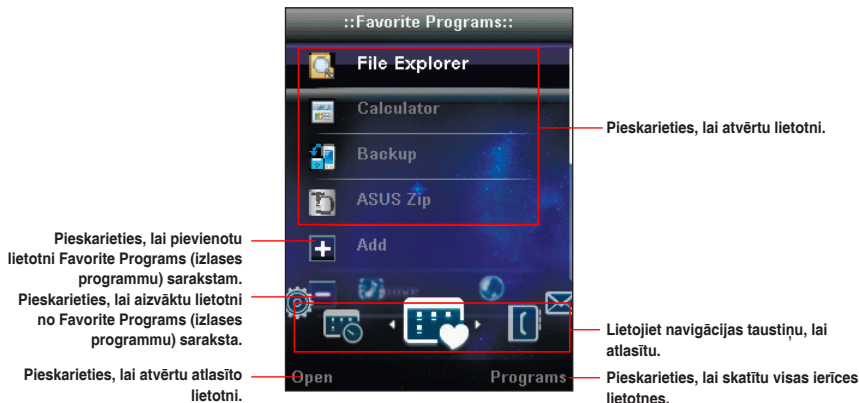 ::Favorite Programs::
File Explorer
Calculator
Backup
ASUS Zip
Add
Open
Programs
Pieskarieties, lai atvērtu lietotni.
Pieskarieties, lai pievienotu
lietotni Favorite Programs (izlases
programmu) sarakstam.
Pieskarieties, lai aizvāktu lietotni
no Favorite Programs (izlases
programmu) saraksta.
Lietojiet navigācijas taustiņu, lai
atlasītu.
Pieskarieties, lai atvērtu atlasīto
lietotni.
Pieskarieties, lai skatītu visas ierīces
lietotnes.